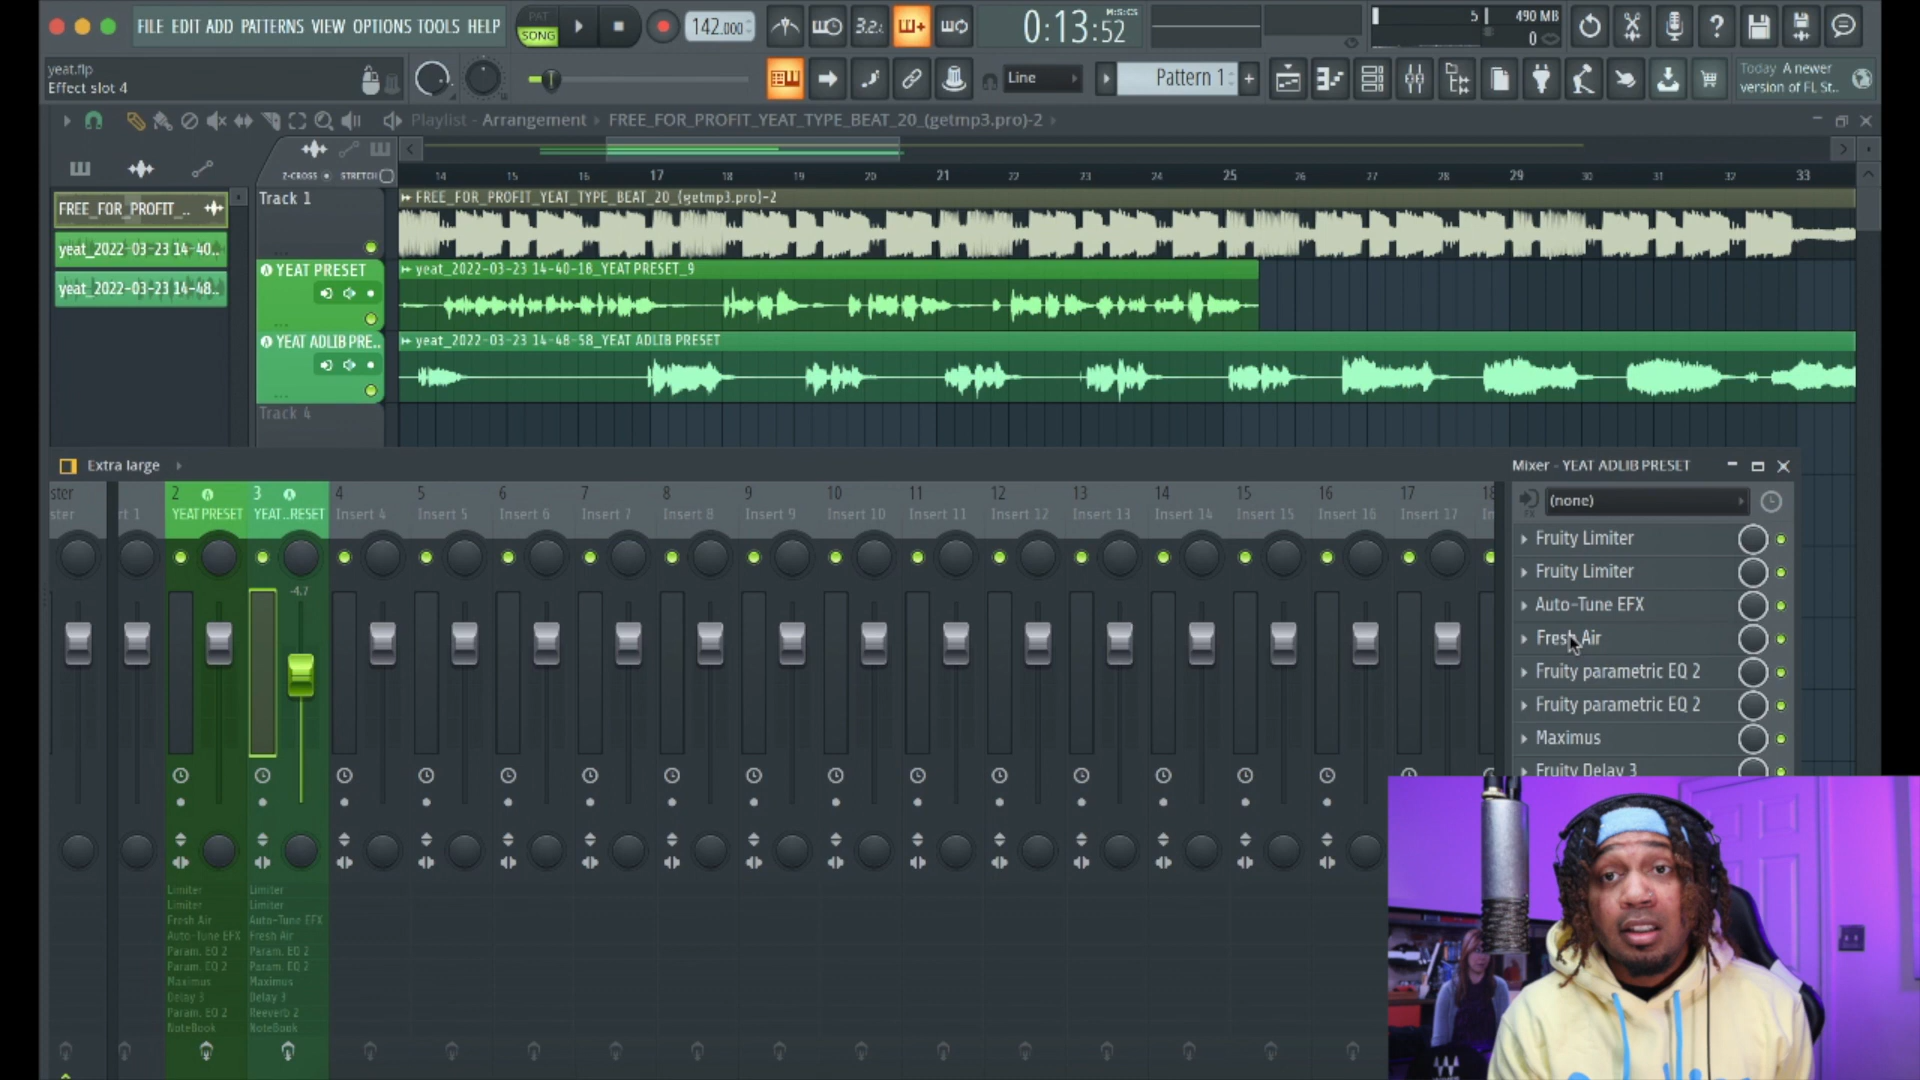 FILE EDIT ADD PATTERNS VIEW OPTIONS TOOLS HELP
PAT
SONG
142.000
3.2.
0:13:52
M:S:CS
5
490 MB
0
yeat.flp
Effect slot 4
Line
Pattern 1
Today A newer
version of FL St..
Playlist - Arrangement › FREE_FOR_PROFIT_YEAT_TYPE_BEAT_20_(getmp3.pro)-2
Z-CROSS
STRETCH
14 15 16 17 18 19 20 21 22 23 24 25 26 27 28 29 30 31 32 33
FREE_FOR_PROFIT_..
yeat_2022-03-23 14-40..
yeat_2022-03-23 14-48..
Track 1
FREE_FOR_PROFIT_YEAT_TYPE_BEAT_20_(getmp3.pro)-2
YEAT PRESET
yeat_2022-03-23 14-40-18_YEAT PRESET_9
YEAT ADLIB PRE..
yeat_2022-03-23 14-48-58_YEAT ADLIB PRESET
Track 4
Extra large
Mixer - YEAT ADLIB PRESET
ster 2 3 4 5 6 7 8 9 10 11 12 13 14 15 16 17 18
ster rt 1 YEAT PRESET YEAT..RESET Insert 4 Insert 5 Insert 6 Insert 7 Insert 8 Insert 9 Insert 10 Insert 11 Insert 12 Insert 13 Insert 14 Insert 15 Insert 16 Insert 17 In
-4.7
(none)
Fruity Limiter
Fruity Limiter
Auto-Tune EFX
Fresh Air
Fruity parametric EQ 2
Fruity parametric EQ 2
Maximus
Fruity Delay 3
Limiter
Limiter
Fresh Air
Auto-Tune EFX
Param. EQ 2
Param. EQ 2
Maximus
Delay 3
Param. EQ 2
NoteBook
Limiter
Limiter
Auto-Tune EFX
Fresh Air
Param. EQ 2
Param. EQ 2
Maximus
Delay 3
Reeverb 2
NoteBook